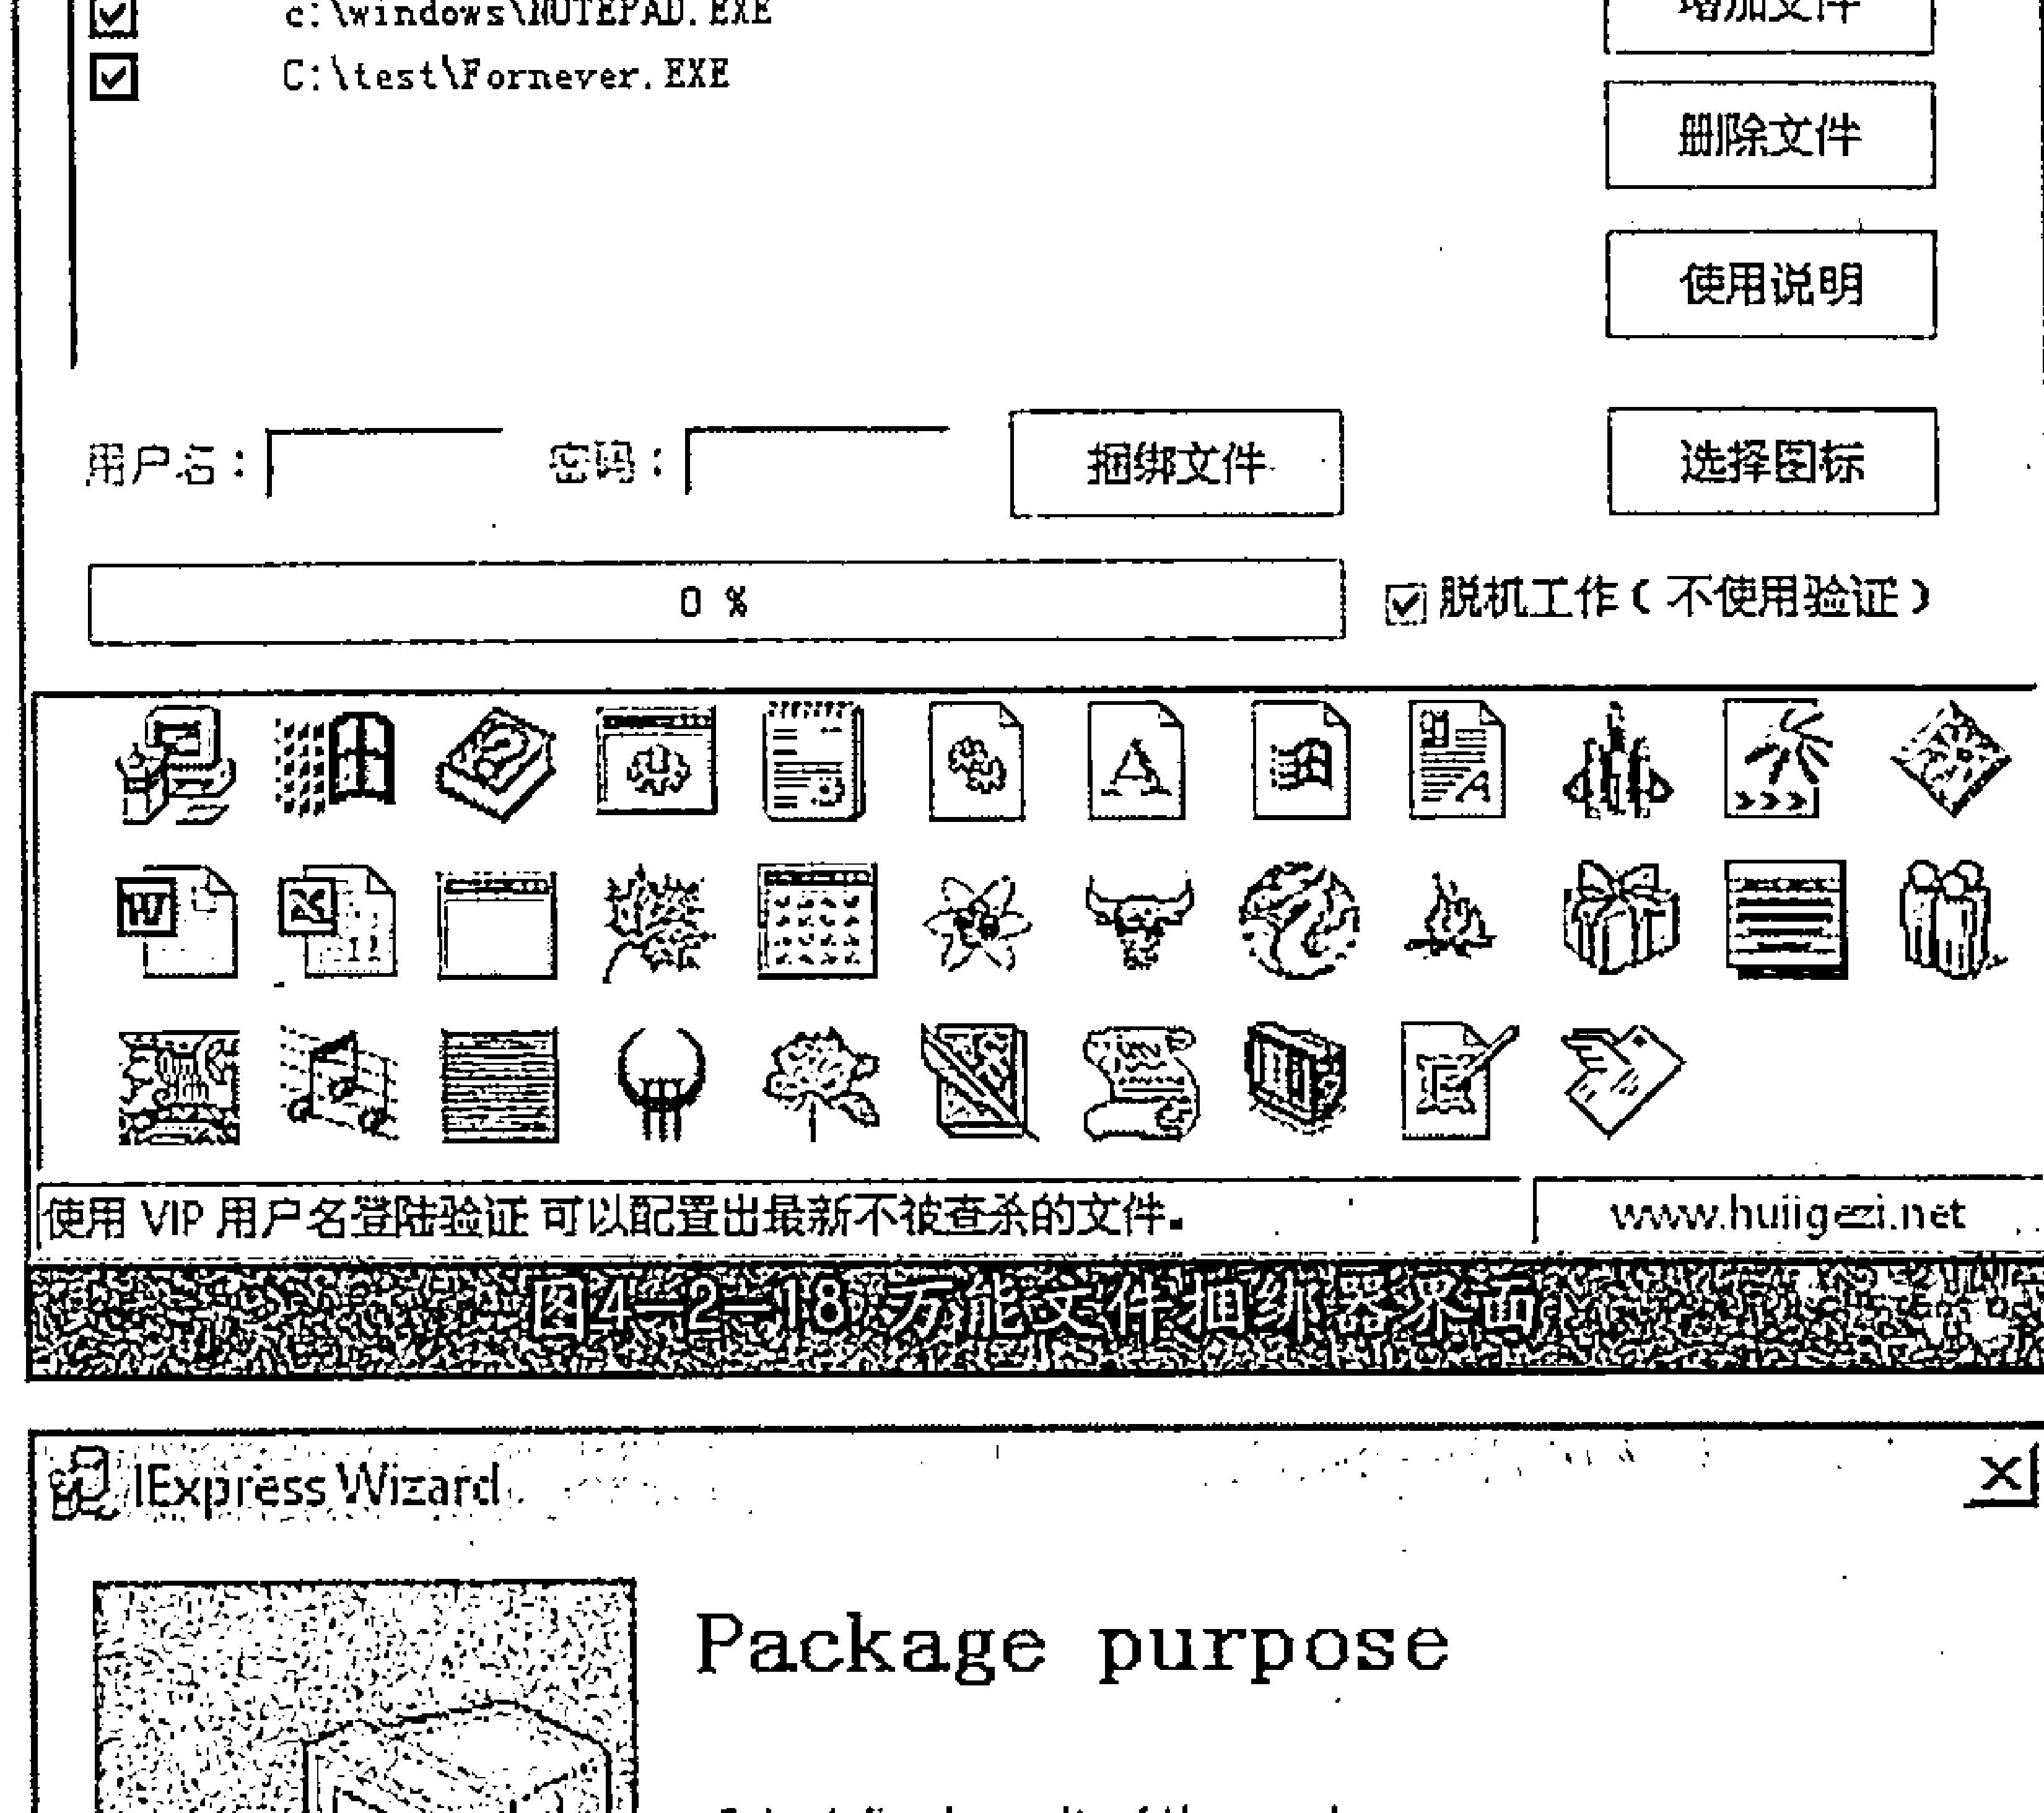 c:\windows\NOTEPAD.EXE
增加文件
C:\test\Fornever.EXE
删除文件
使用说明
用户名：
密码：
捆绑文件
选择图标
0 %
脱机工作(不使用验证)
使用 VIP 用户名登陆验证 可以配置出最新不被查杀的文件。
www.huiigezi.net
图4-2-18 万能文件捆绑器界面
IExpress Wizard
Package purpose